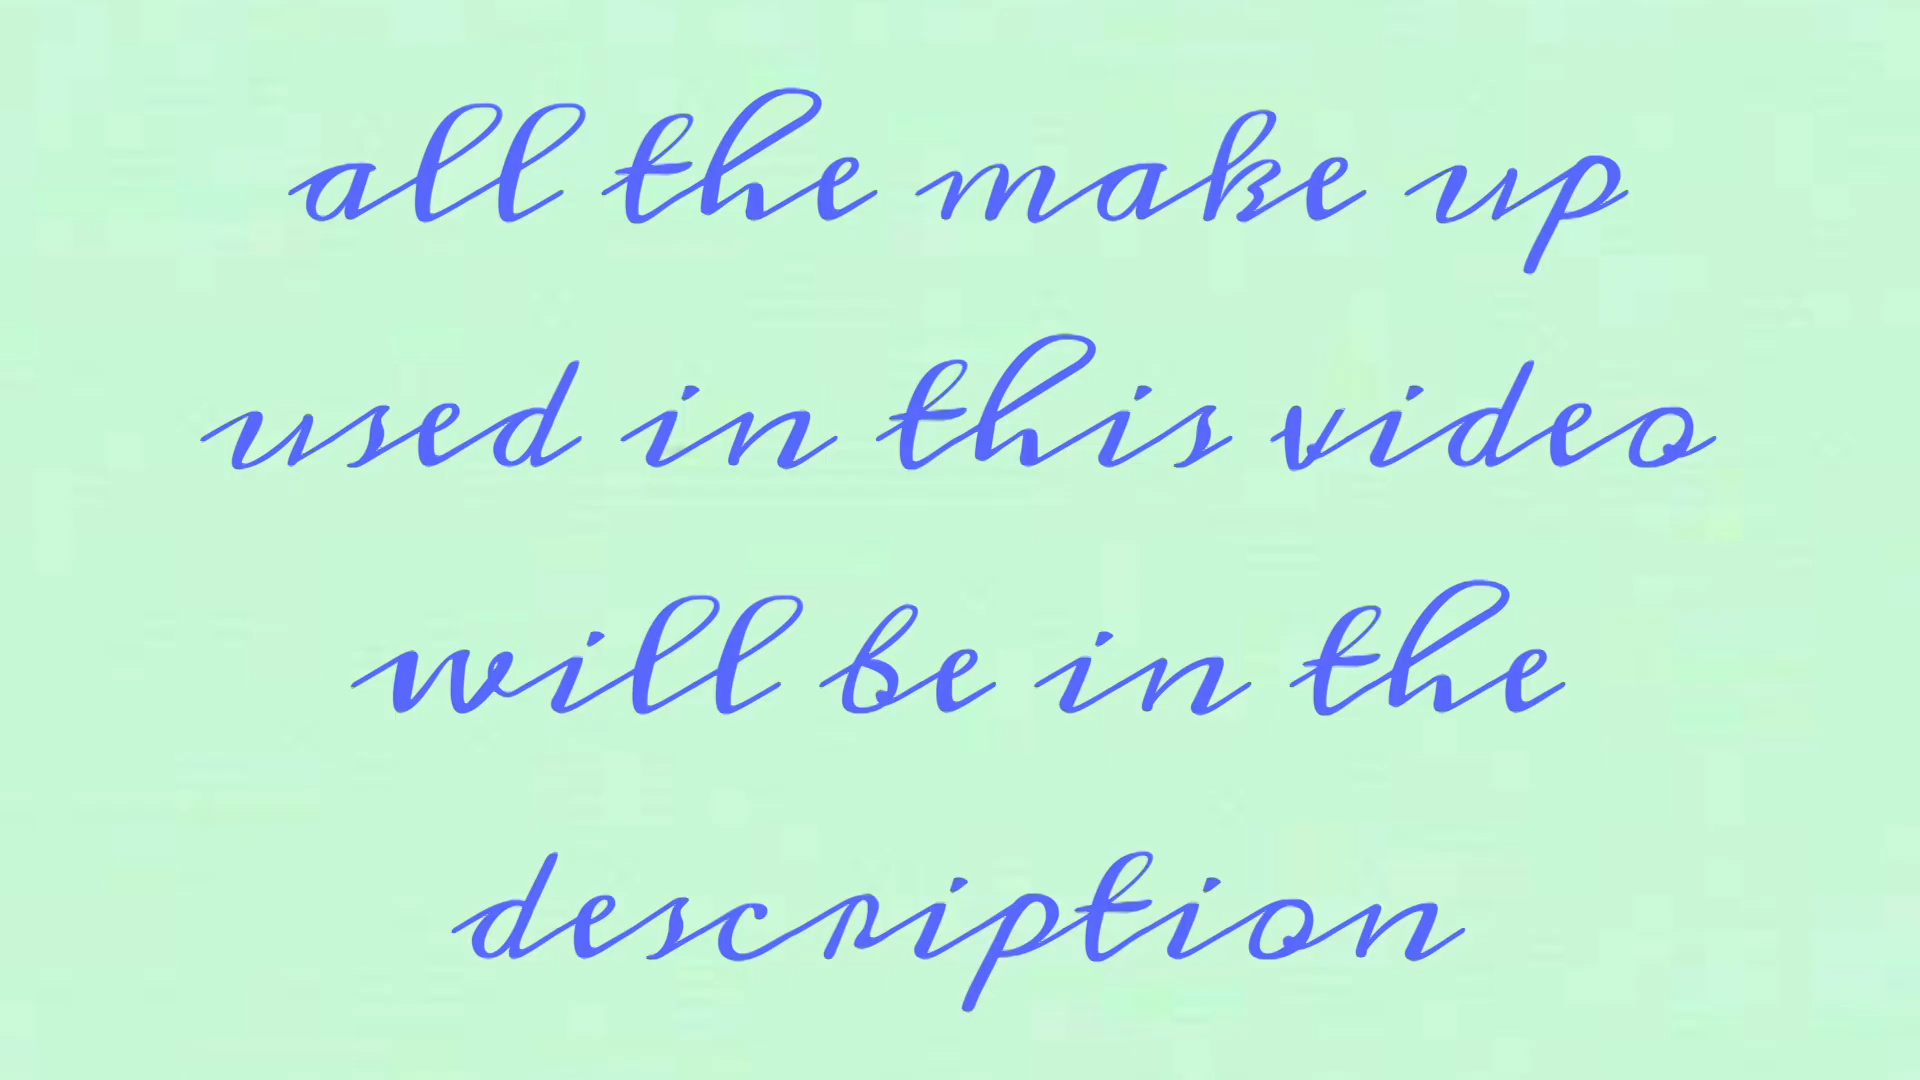 all the make up
used in this video
will be in the
description